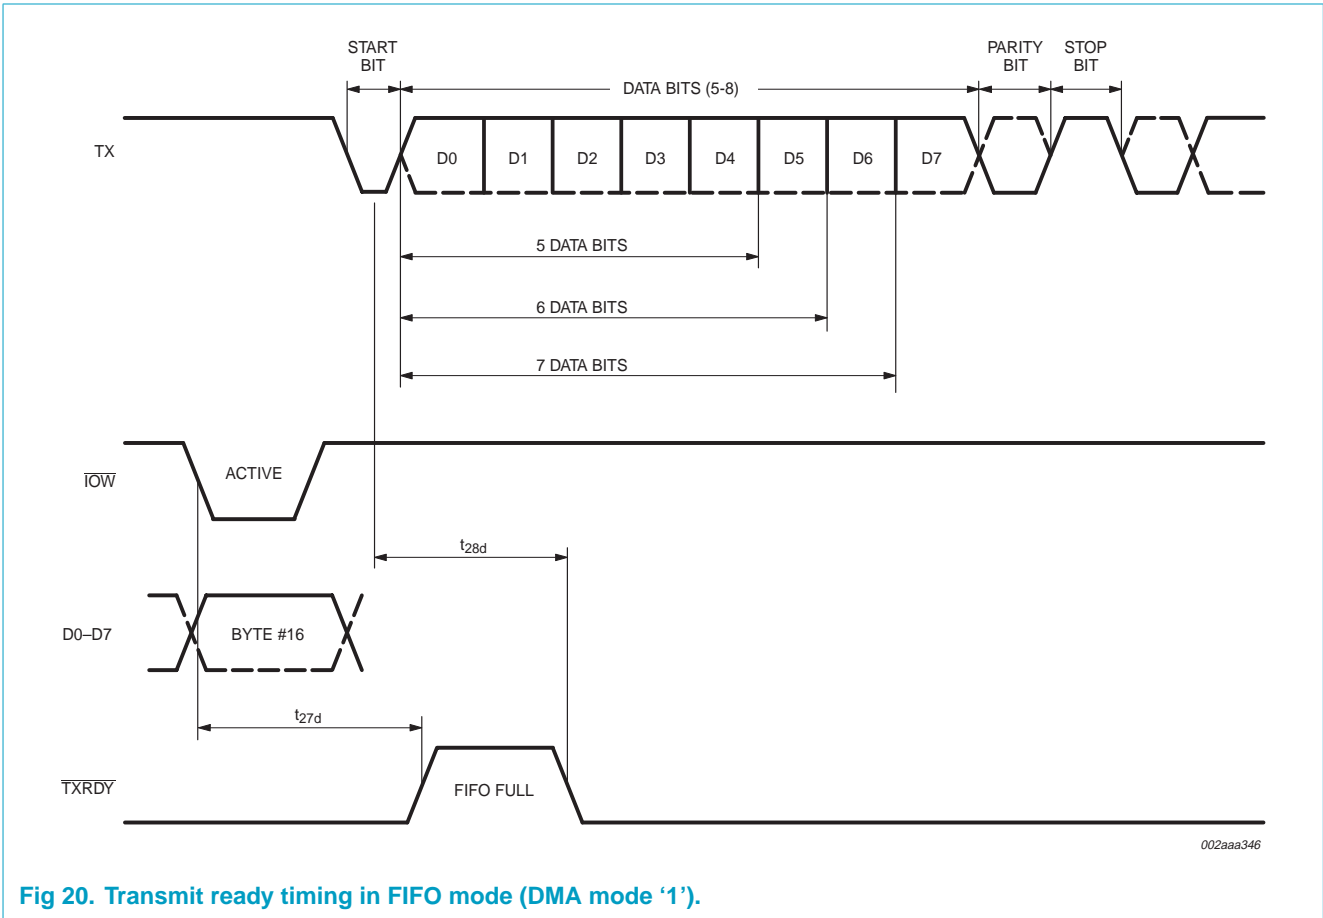 START
BIT
DATA BITS (5-8)
PARITY
BIT
STOP
BIT
TX
D0
D1
D2
D3
D4
D5
D6
D7
5 DATA BITS
6 DATA BITS
7 DATA BITS
IOW
ACTIVE
t28d
D0–D7
BYTE #16
t27d
TXRDY
FIFO FULL
002aaa346
Fig 20. Transmit ready timing in FIFO mode (DMA mode ‘1’).